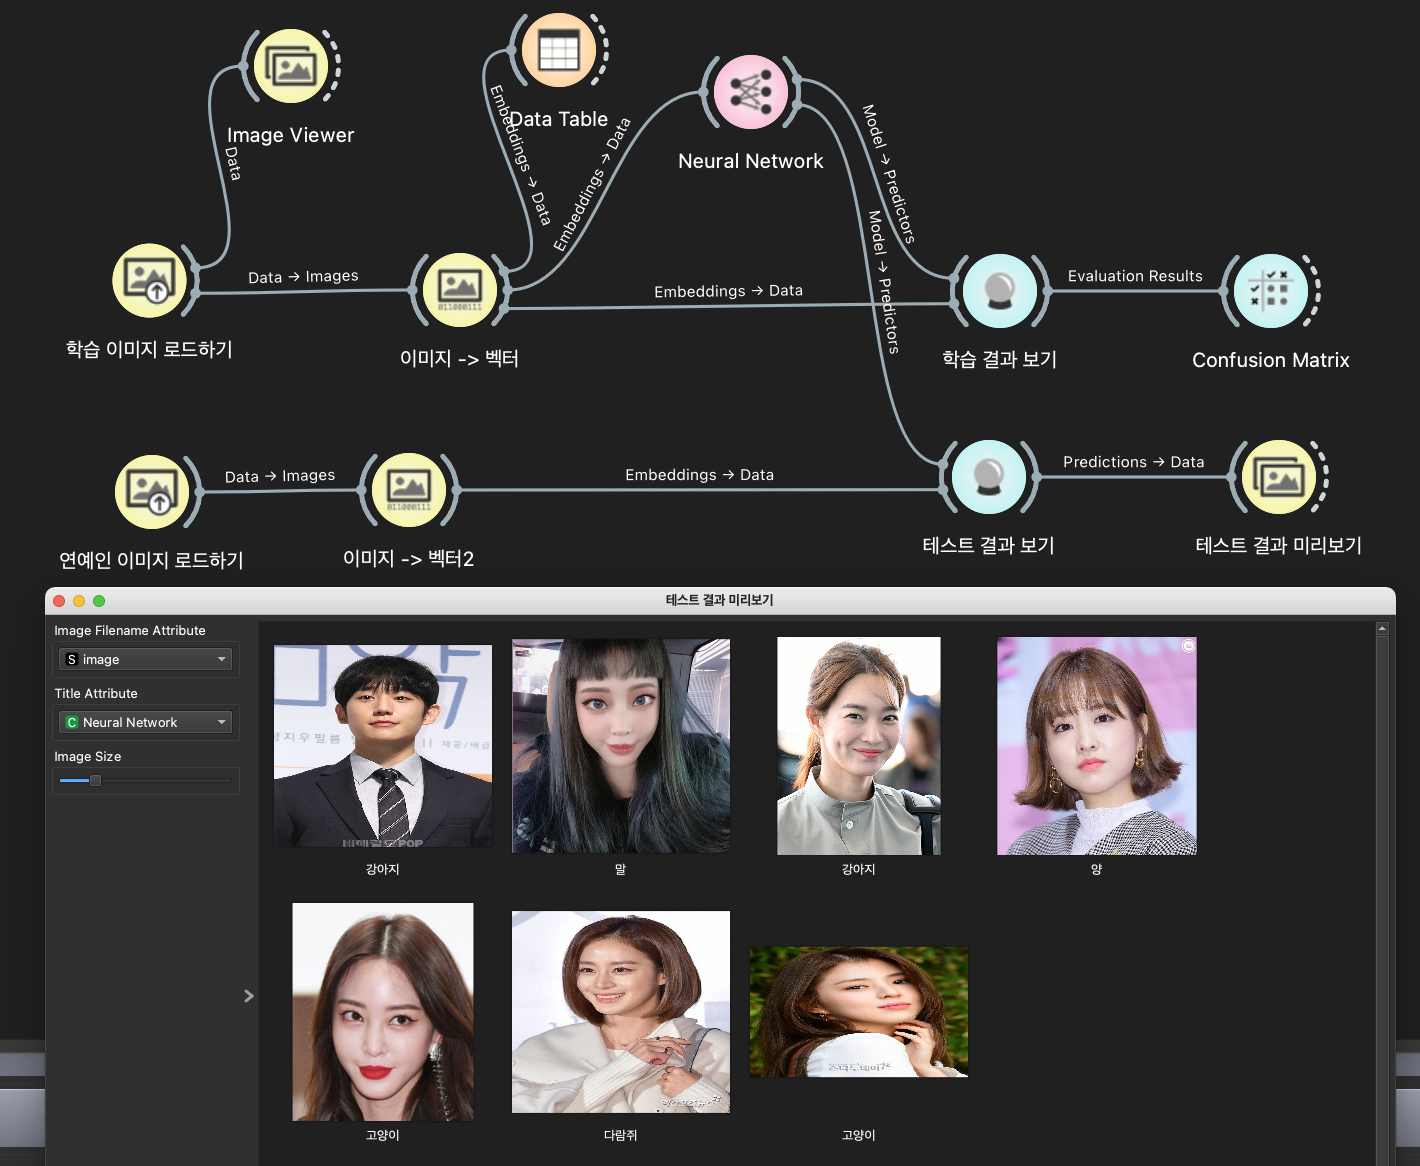 Image Viewer
Data Table
Neural Network
Data
Embeddings → Data
Embeddings → Data
Model → Predictors
Model → Predictors
Data → Images
Embeddings → Data
Evaluation Results
학습 이미지 로드하기
이미지 -> 벡터
학습 결과 보기
Confusion Matrix
Data → Images
Embeddings → Data
Predictions → Data
연예인 이미지 로드하기
이미지 -> 벡터2
테스트 결과 보기
테스트 결과 미리보기
테스트 결과 미리보기
Image Filename Attribute
S image
Title Attribute
C Neural Network
Image Size
강아지
말
강아지
양
고양이
다람쥐
고양이